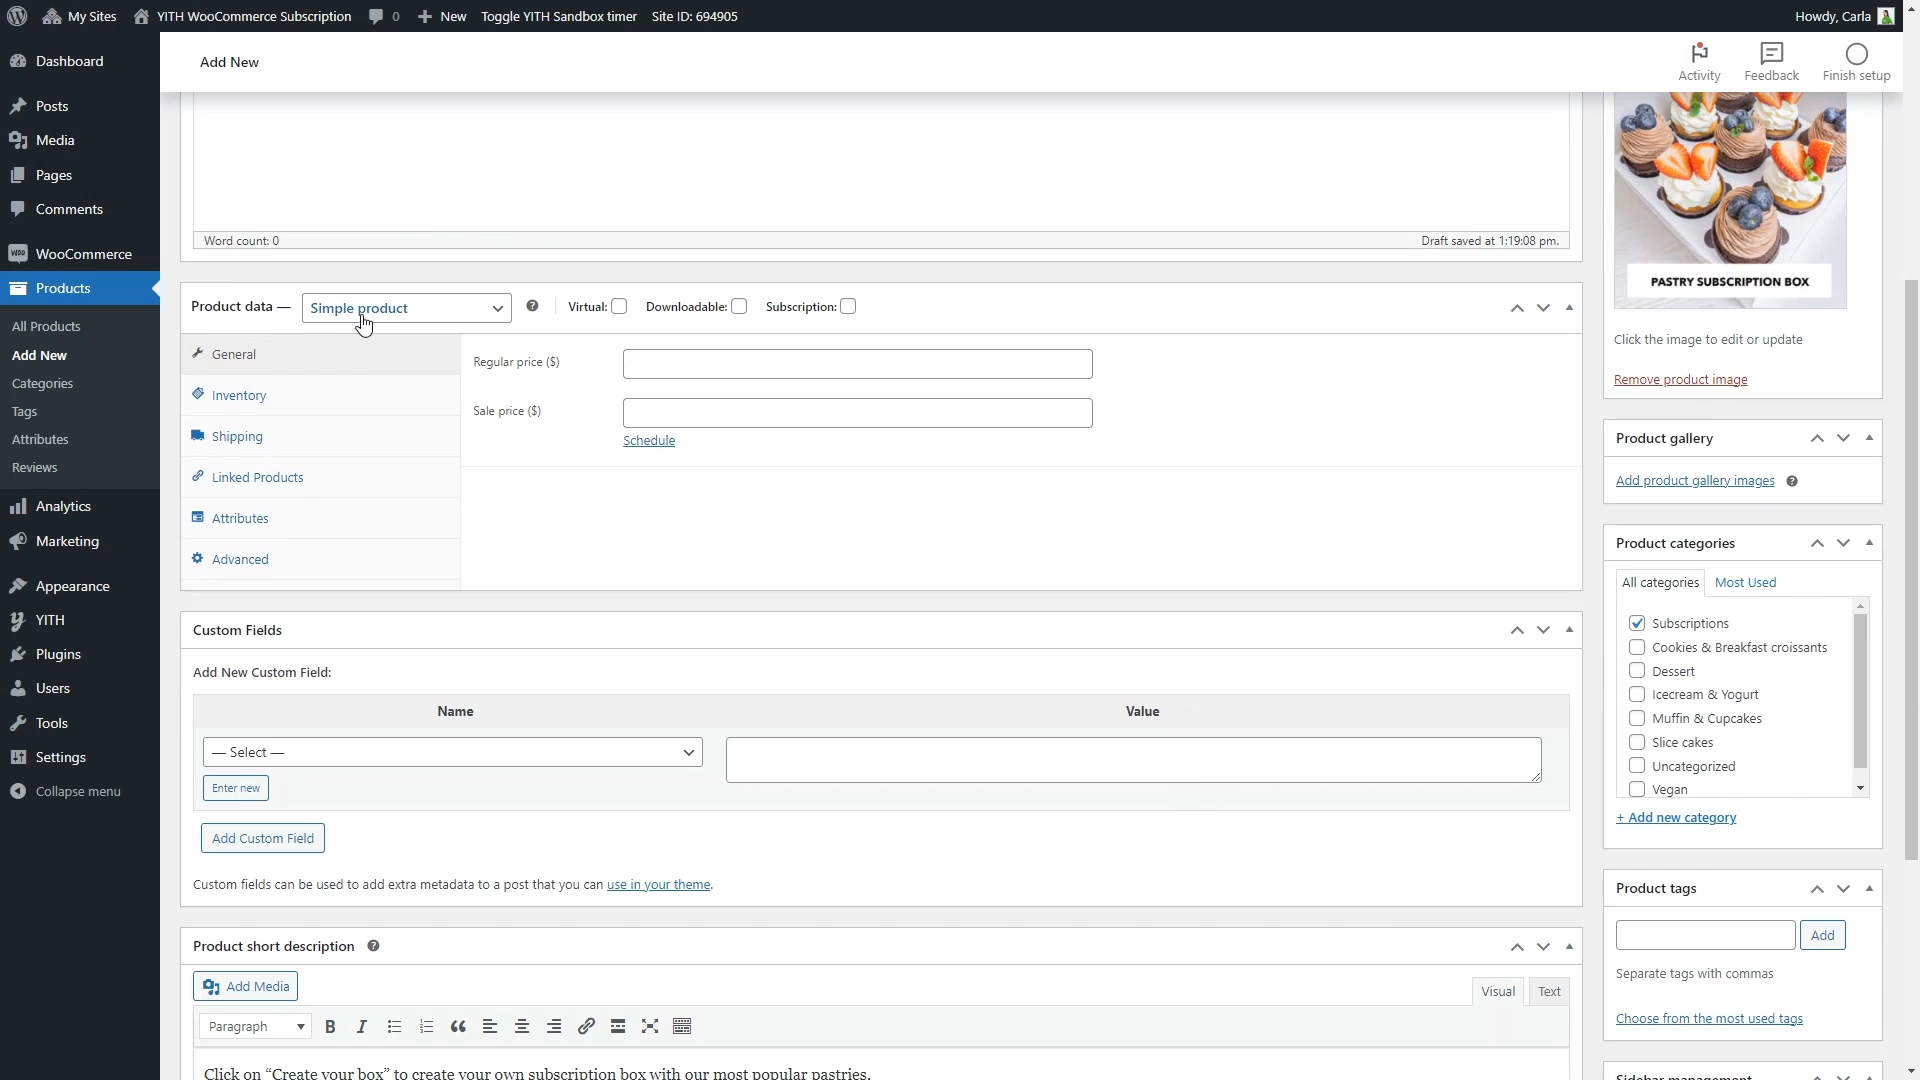 My Sites YITH WooCommerce Subscription 0 New Toggle YITH Sandbox timer Site ID: 694905 Howdy, Carla
Dashboard
Posts
Media
Pages
Comments
WooCommerce
Products
All Products
Add New
Categories
Tags
Attributes
Reviews
Analytics
Marketing
Appearance
YITH
Plugins
Users
Tools
Settings
Collapse menu
Add New
Activity
Feedback
Finish setup
Word count: 0 Draft saved at 1:19:08 pm.
Product data — Simple product Virtual: Downloadable: Subscription:
General
Inventory
Shipping
Linked Products
Attributes
Advanced
Regular price ($)
Sale price ($)
Schedule
Custom Fields
Add New Custom Field:
Name Value
— Select —
Enter new
Add Custom Field
Custom fields can be used to add extra metadata to a post that you can use in your theme.
Product short description
Add Media
Visual Text
Paragraph
Click on “Create your box” to create your own subscription box with our most popular pastries.
PASTRY SUBSCRIPTION BOX
Click the image to edit or update
Remove product image
Product gallery
Add product gallery images
Product categories
All categories Most Used
Subscriptions
Cookies & Breakfast croissants
Dessert
Icecream & Yogurt
Muffin & Cupcakes
Slice cakes
Uncategorized
Vegan
+ Add new category
Product tags
Add
Separate tags with commas
Choose from the most used tags
Sidebar management